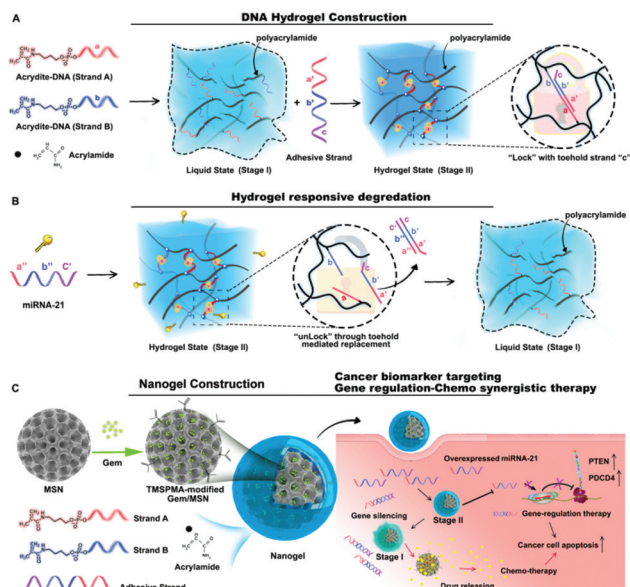 A
DNA Hydrogel Construction
Acrydite-DNA (Strand A)
Acrydite-DNA (Strand B)
Acrylamide
a
b
polyacrylamide
Liquid State (Stage I)
+
a'
b'
c
Adhesive Strand
polyacrylamide
Hydrogel State (Stage II)
c
b
b'
a'
a
"Lock" with toehold strand "c"
B
Hydrogel responsive degredation
a'' b'' C'
miRNA-21
Hydrogel State (Stage II)
b
c
b'
a
a'
"unLock" through toehold
mediated replacement
C' c
b'' b'
a'' a'
polyacrylamide
Liquid State (Stage I)
C
Nanogel Construction
Cancer biomarker targeting
Gene regulation-Chemo synergistic therapy
MSN
Gem
TMSPMA-modified
Gem/MSN
Strand A
Strand B
Adhesive Strand
Acrylamide
Nanogel
Overexpressed miRNA-21
Gene silencing
Stage II
Stage I
Drug releasing
PTEN
PDCD4
Gene-regulation therapy
Cancer cell apoptosis
Chemo-therapy